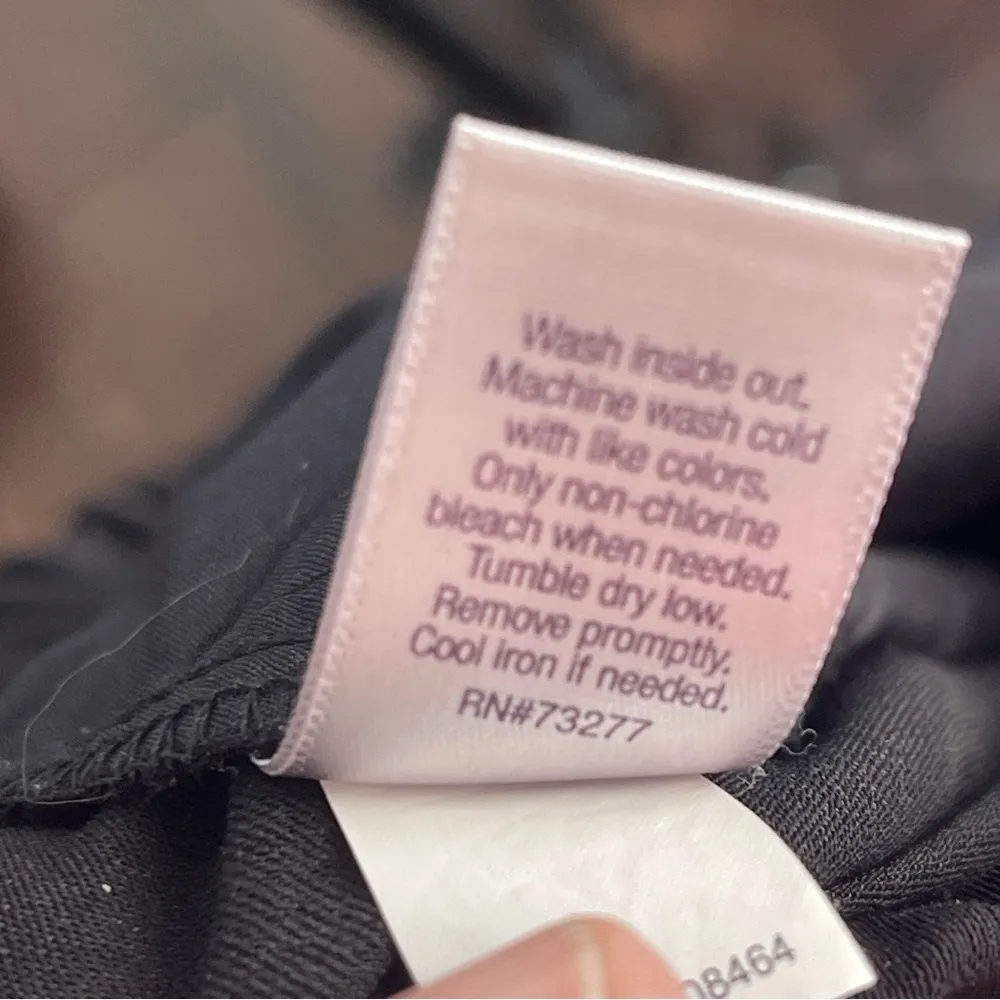 Wash inside out.
Machine wash cold
with like colors.
Only non-chlorine
bleach when needed.
Tumble dry low.
Remove promptly.
Cool iron if needed.
RN#73277
08464